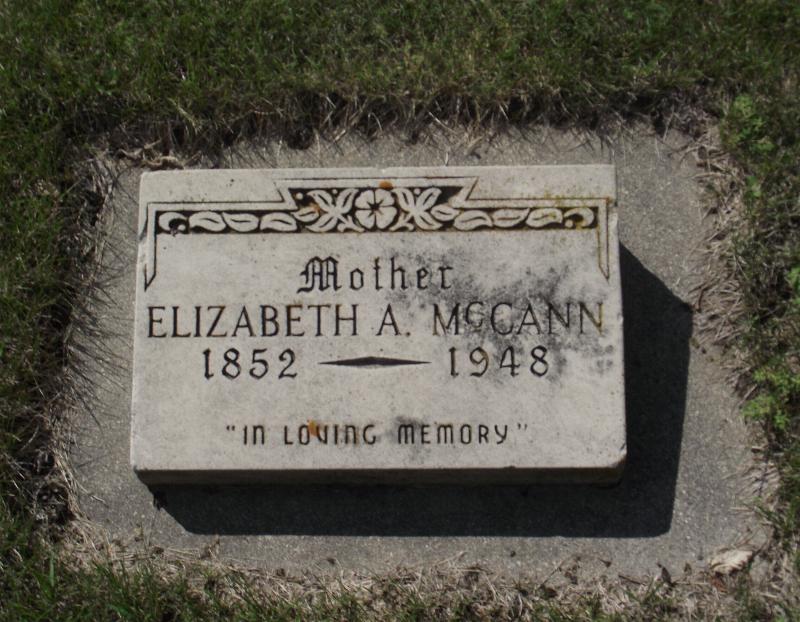 Mother
ELIZABETH A. McCANN
1852 — 1948
"IN LOVING MEMORY"